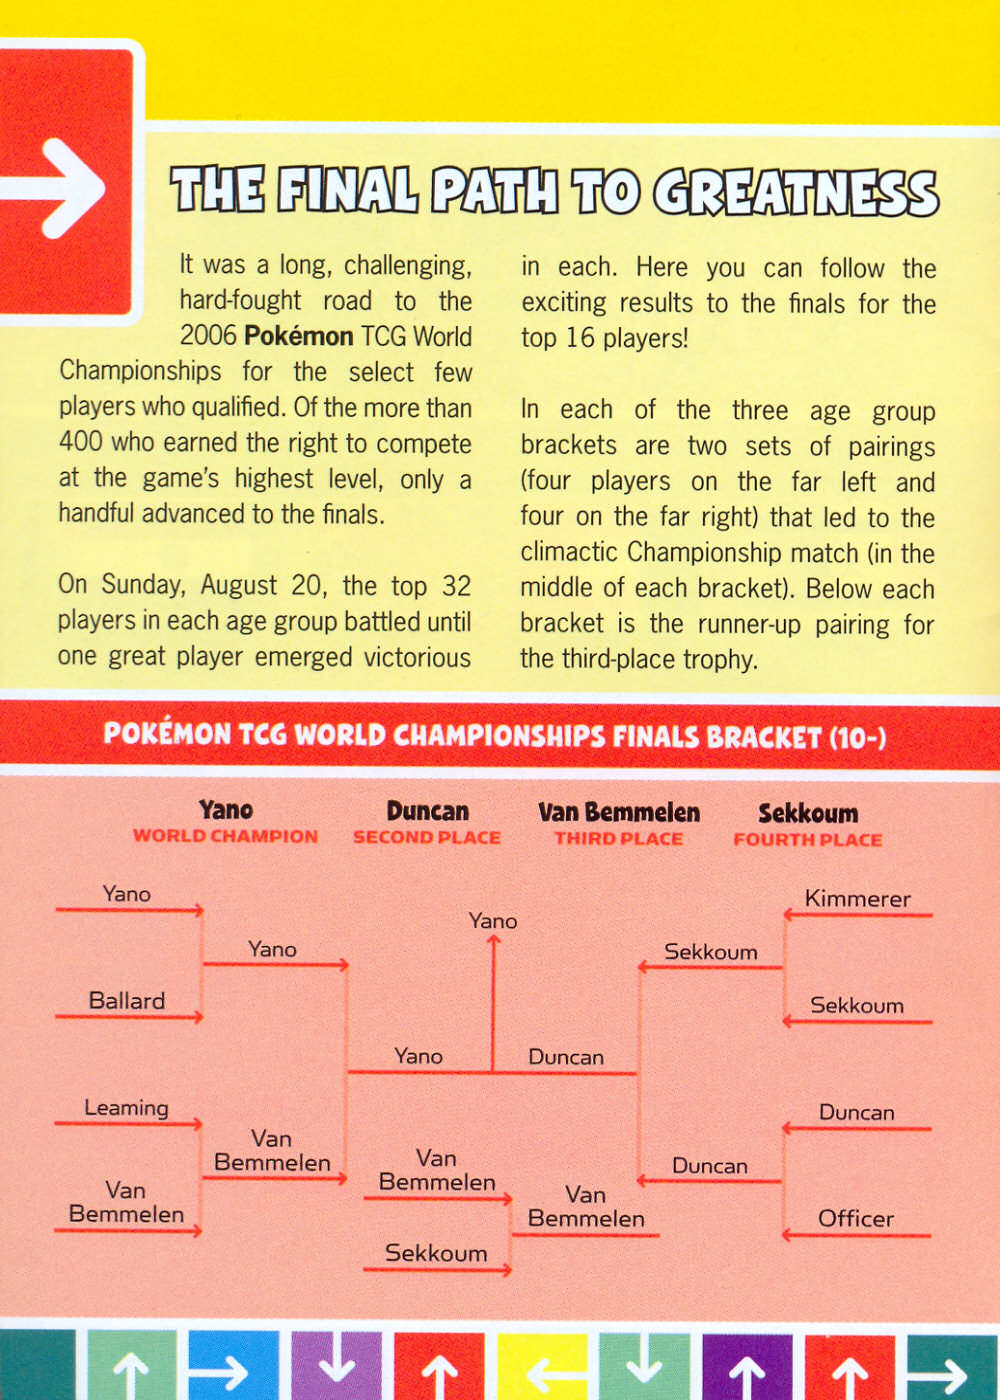 THE FINAL PATH TO GREATNESS
It was a long, challenging,
hard-fought road to the
2006 Pokémon TCG World
Championships for the select few
players who qualified. Of the more than
400 who earned the right to compete
at the game's highest level, only a
handful advanced to the finals.
On Sunday, August 20, the top 32
players in each age group battled until
one great player emerged victorious
in each. Here you can follow the
exciting results to the finals for the
top 16 players!
In each of the three age group
brackets are two sets of pairings
(four players on the far left and
four on the far right) that led to the
climactic Championship match (in the
middle of each bracket). Below each
bracket is the runner-up pairing for
the third-place trophy.
POKÉMON TCG WORLD CHAMPIONSHIPS FINALS BRACKET (10-)
Yano
WORLD CHAMPION
Duncan
SECOND PLACE
Van Bemmelen
THIRD PLACE
Sekkoum
FOURTH PLACE
Yano
Ballard
Leaming
Van
Bemmelen
Yano
Van
Bemmelen
Yano
Yano
Duncan
Van
Bemmelen
Sekkoum
Van
Bemmelen
Sekkoum
Duncan
Kimmerer
Sekkoum
Duncan
Officer